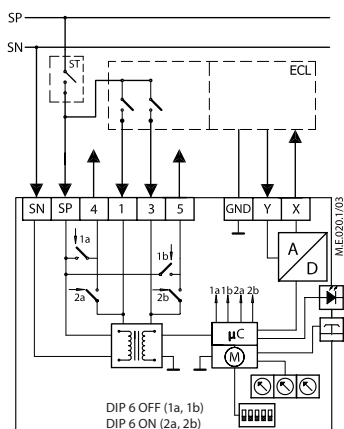 SP
SN
ST
ECL
SN SP 4 1 3 5 GND Y X
M.E.020.1/03
1a
1b
A
D
2a 2b
1a 1b 2a 2b
µC
M
DIP 6 OFF (1a, 1b)
DIP 6 ON (2a, 2b)